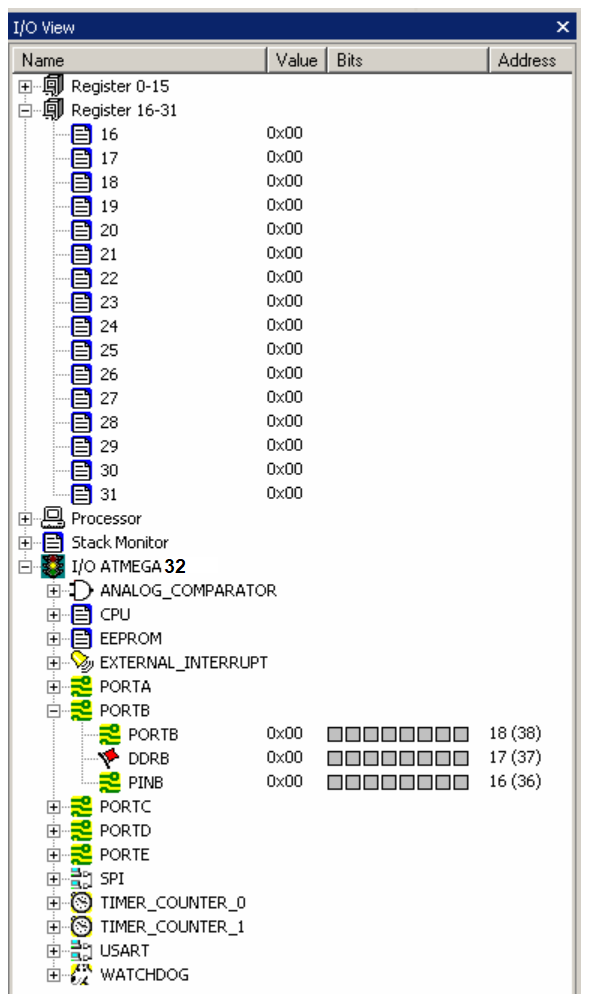 I/O View
Name Value Bits Address
Register 0-15
Register 16-31
16 0x00
17 0x00
18 0x00
19 0x00
20 0x00
21 0x00
22 0x00
23 0x00
24 0x00
25 0x00
26 0x00
27 0x00
28 0x00
29 0x00
30 0x00
31 0x00
Processor
Stack Monitor
I/O ATMEGA 32
ANALOG_COMPARATOR
CPU
EEPROM
EXTERNAL_INTERRUPT
PORTA
PORTB
PORTB 0x00 18 (38)
DDRB 0x00 17 (37)
PINB 0x00 16 (36)
PORTC
PORTD
PORTE
SPI
TIMER_COUNTER_0
TIMER_COUNTER_1
USART
WATCHDOG